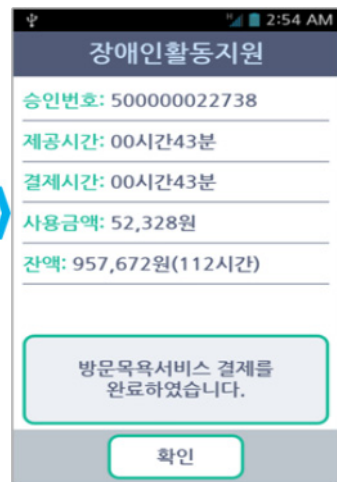 2:54 AM
장애인활동지원
승인번호: 500000022738
제공시간: 00시간43분
결제시간: 00시간43분
사용금액: 52,328원
잔액: 957,672원(112시간)
방문목욕서비스 결제를
완료하였습니다.
확인